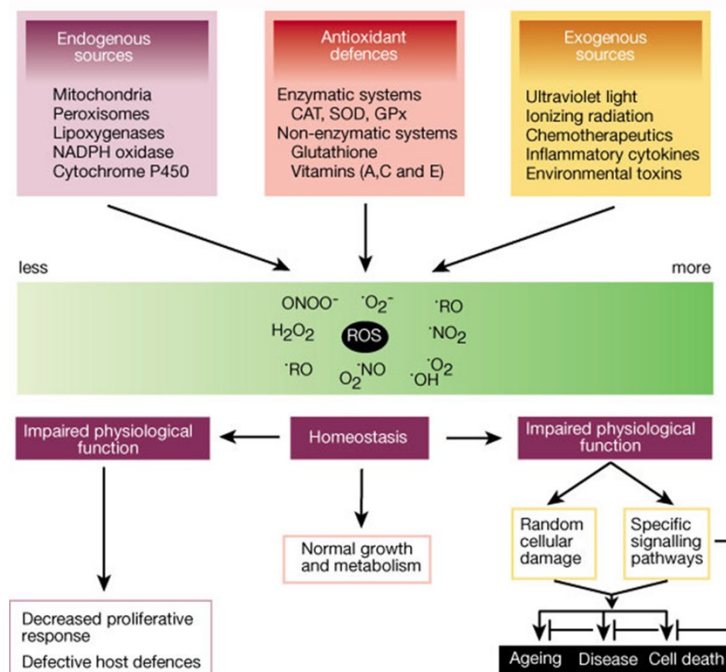 Endogenous
sources
Mitochondria
Peroxisomes
Lipoxygenases
NADPH oxidase
Cytochrome P450
Antioxidant
defences
Enzymatic systems
CAT, SOD, GPx
Non-enzymatic systems
Glutathione
Vitamins (A,C and E)
Exogenous
sources
Ultraviolet light
Ionizing radiation
Chemotherapeutics
Inflammatory cytokines
Environmental toxins
less
more
ONOO⁻ ·O₂⁻ ·RO
H₂O₂ ROS ·NO₂
·RO O₂ ·NO ·OH ·O₂
Impaired physiological
function
Homeostasis
Impaired physiological
function
Normal growth
and metabolism
Random
cellular
damage
Specific
signalling
pathways
Decreased proliferative
response
Defective host defences
Ageing Disease Cell death